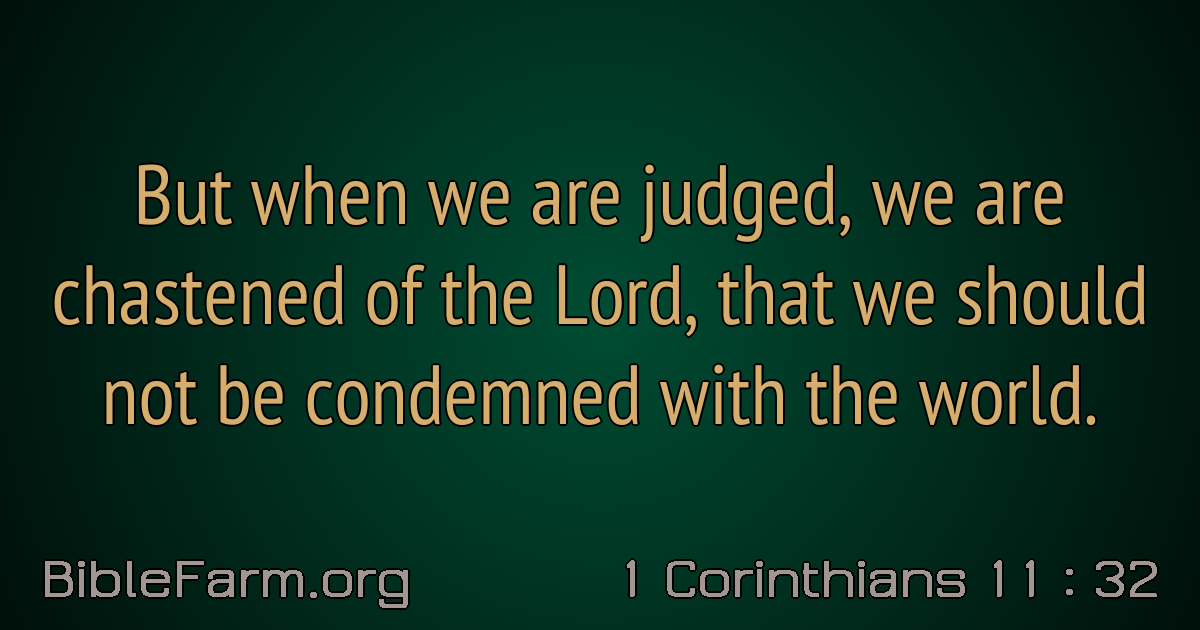 But when we are judged, we are
chastened of the Lord, that we should
not be condemned with the world.
BibleFarm.org
1 Corinthians 11 : 32